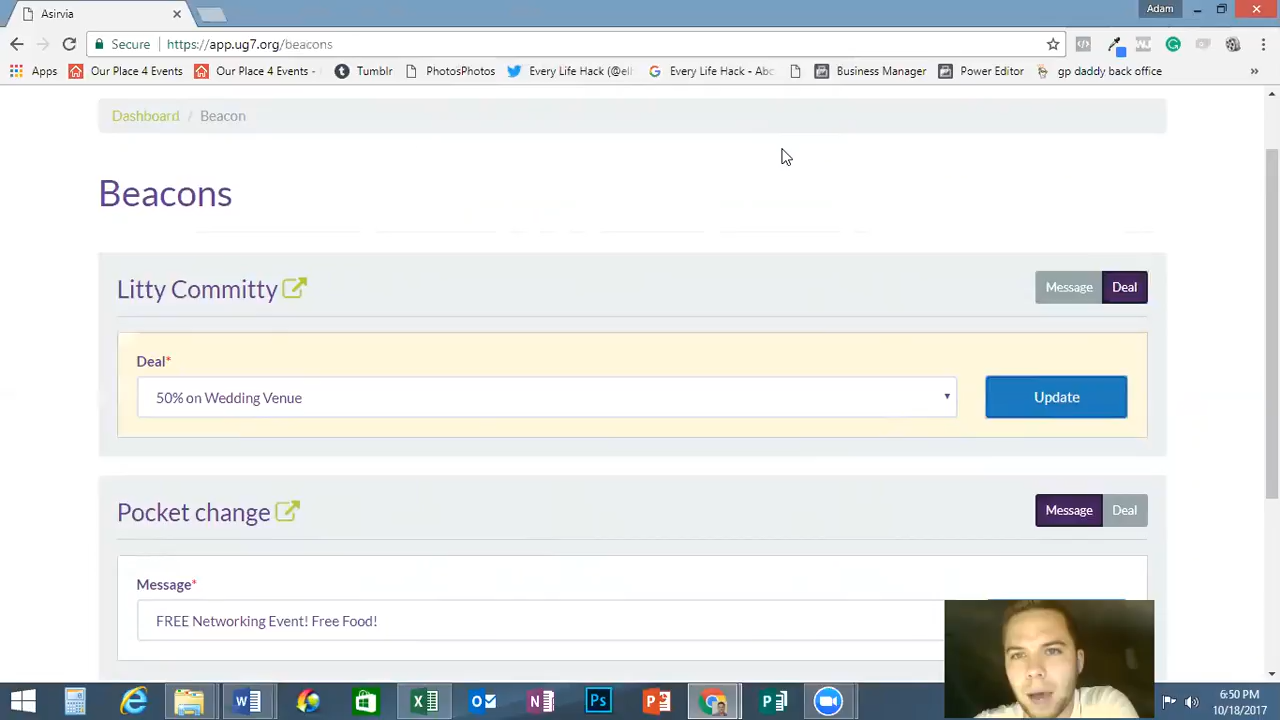 Asirvia
Adam
Secure https://app.ug7.org/beacons
Apps Our Place 4 Events Our Place 4 Events - Tumblr PhotoPhotos Every Life Hack (@eli Every Life Hack - Abc Business Manager Power Editor gp daddy back office »
Dashboard / Beacon
Beacons
Litty Committy
Message Deal
Deal*
50% on Wedding Venue
Update
Pocket change
Message Deal
Message*
FREE Networking Event! Free Food!
6:50 PM
10/18/2017